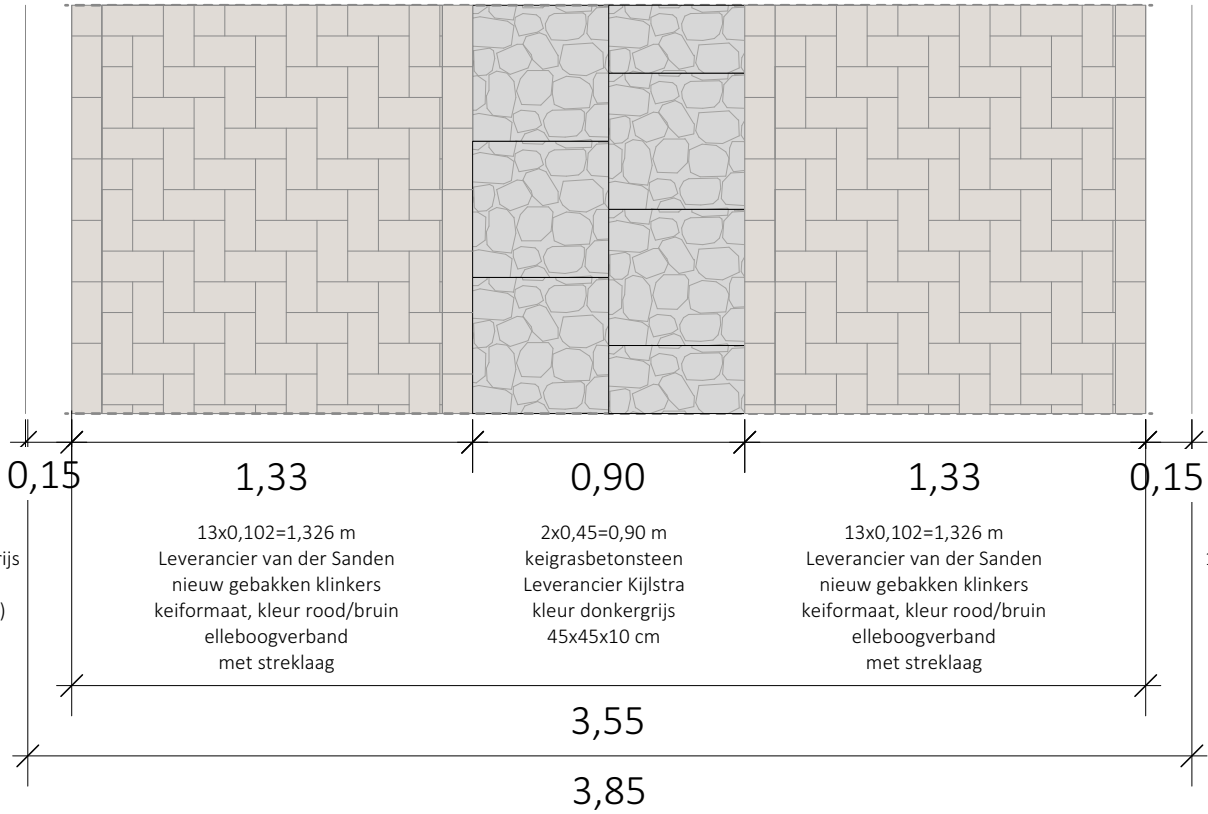 0,15
1,33
0,90
1,33
0,15
rijs
)
13x0,102=1,326 m
Leverancier van der Sanden
nieuw gebakken klinkers
keiformaat, kleur rood/bruin
elleboogverband
met streklaag
2x0,45=0,90 m
keigrasbetonsteen
Leverancier Kijlstra
kleur donkergrijs
45x45x10 cm
13x0,102=1,326 m
Leverancier van der Sanden
nieuw gebakken klinkers
keiformaat, kleur rood/bruin
elleboogverband
met streklaag
3,55
3,85